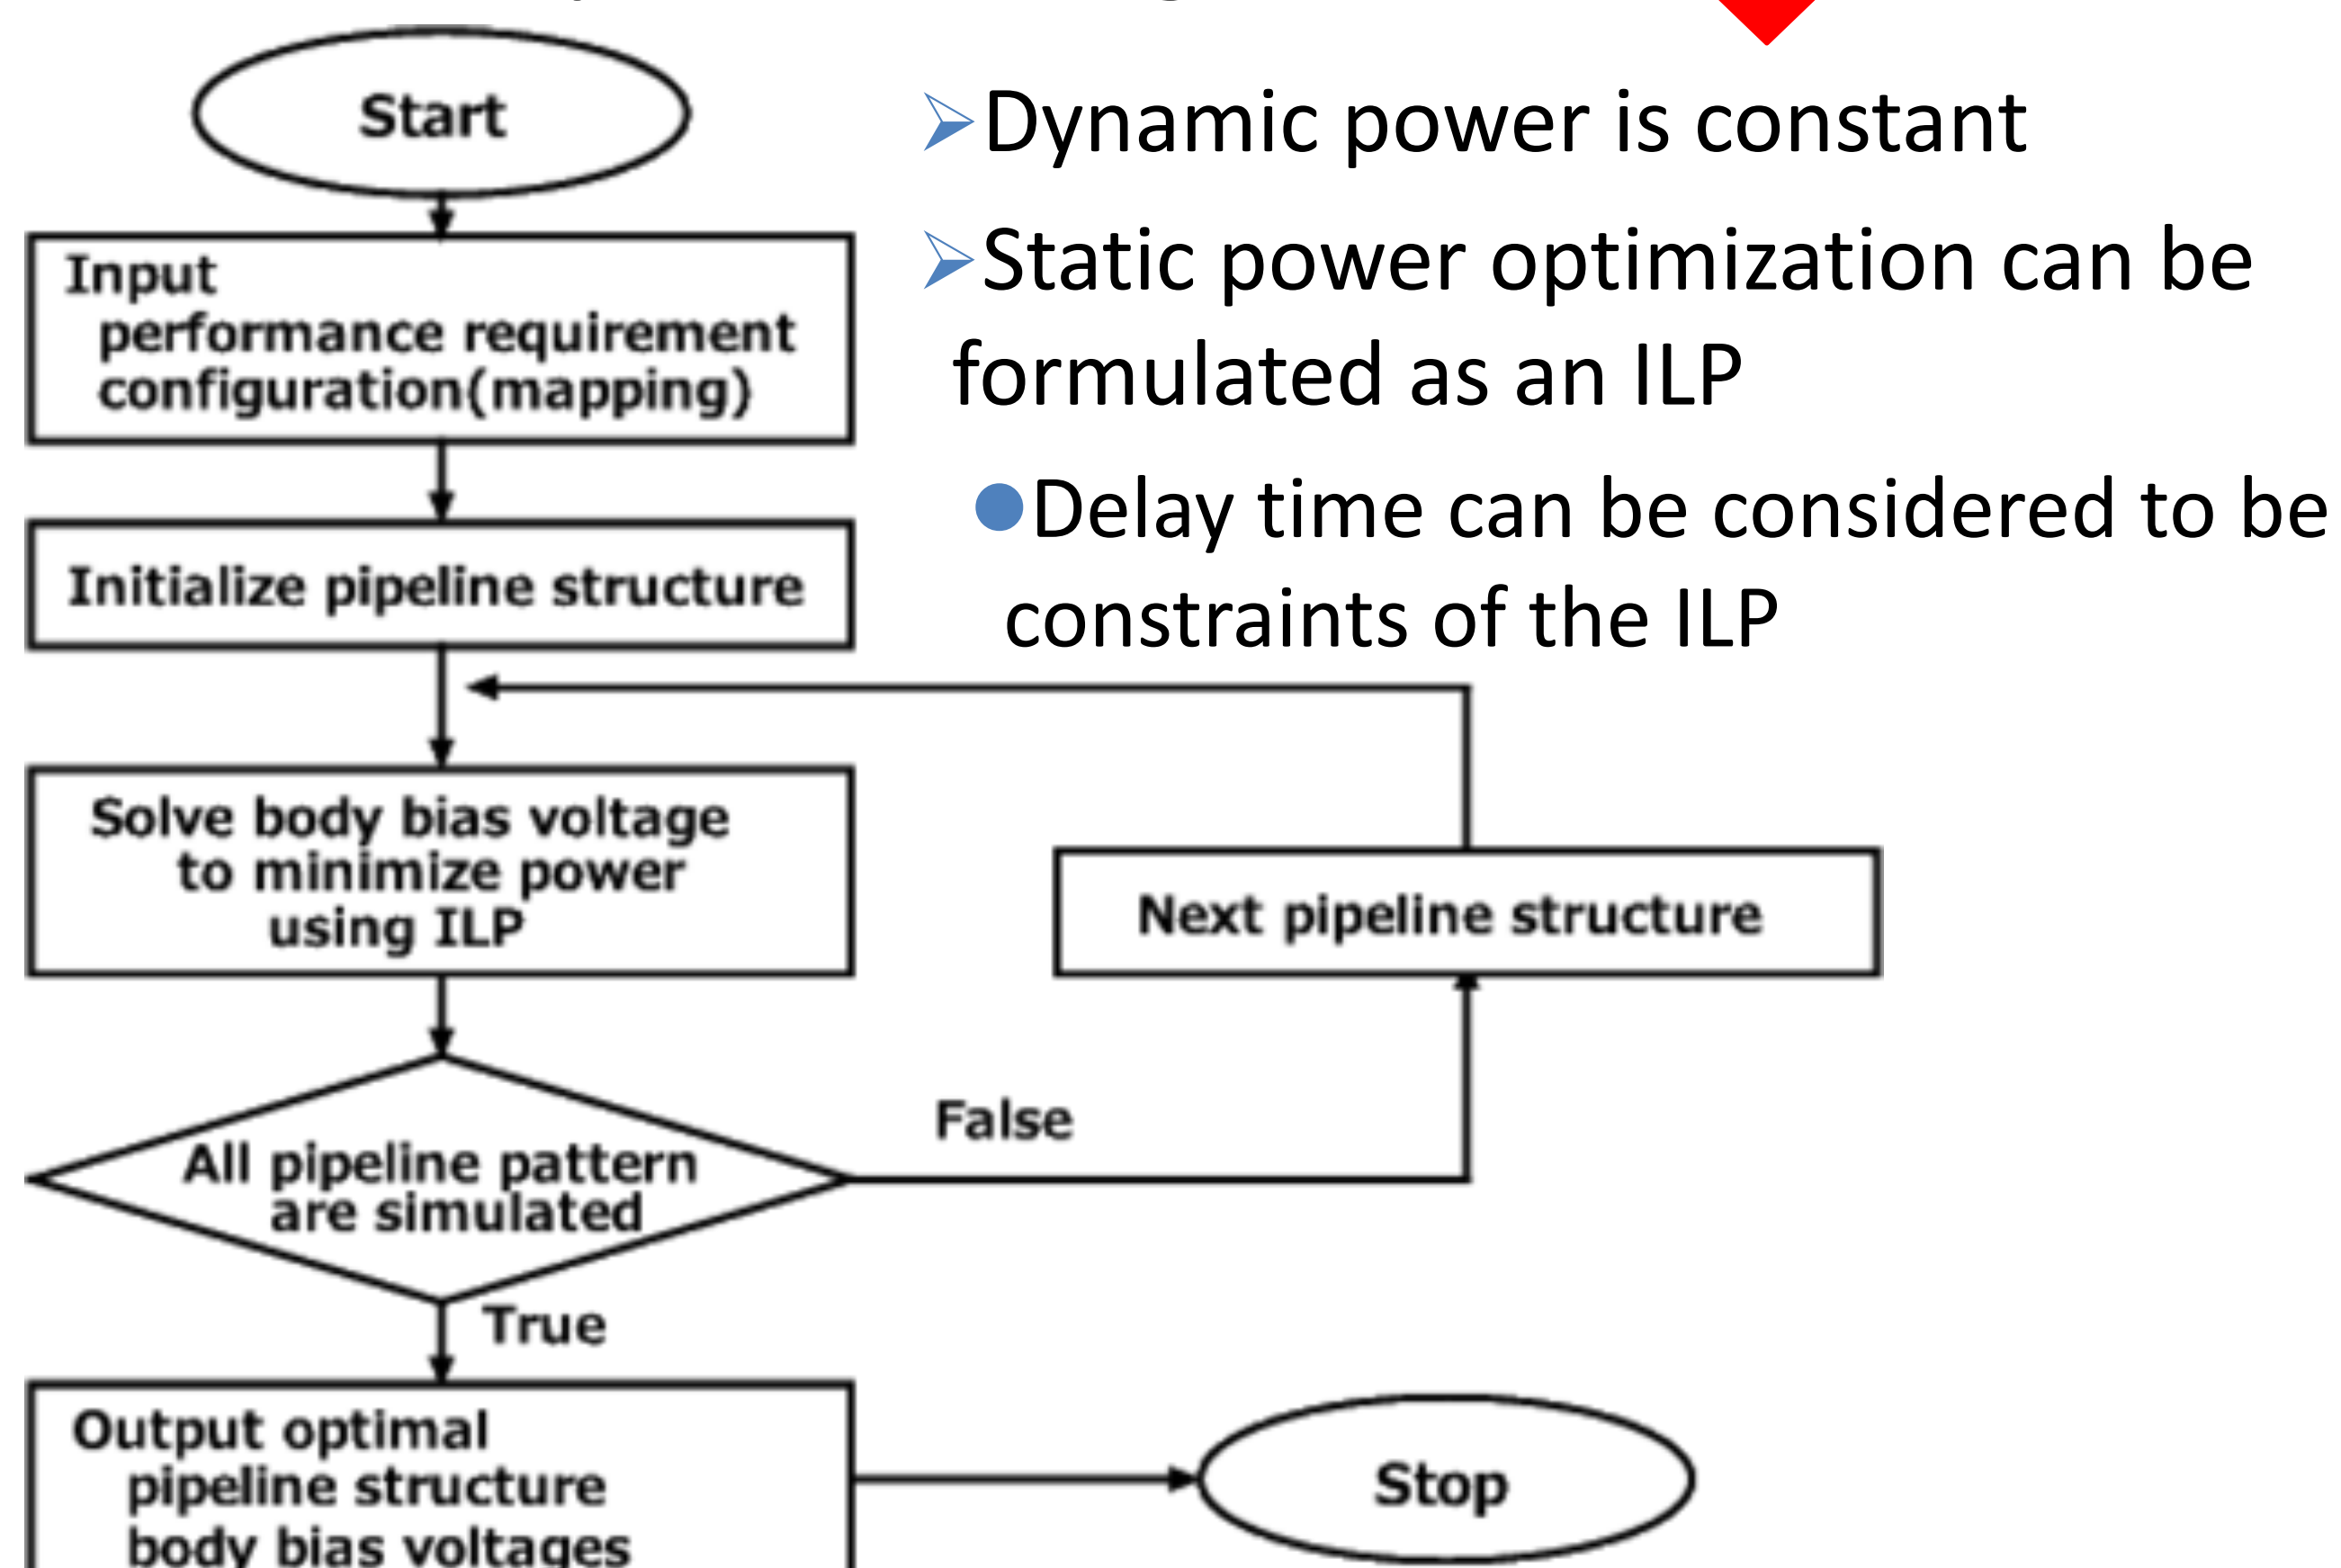 Start
Input
performance requirement
configuration(mapping)
Initialize pipeline structure
Solve body bias voltage
to minimize power
using ILP
All pipeline pattern
are simulated
False
Next pipeline structure
True
Output optimal
pipeline structure
body bias voltages
Stop
Dynamic power is constant
Static power optimization can be
formulated as an ILP
Delay time can be considered to be
constraints of the ILP